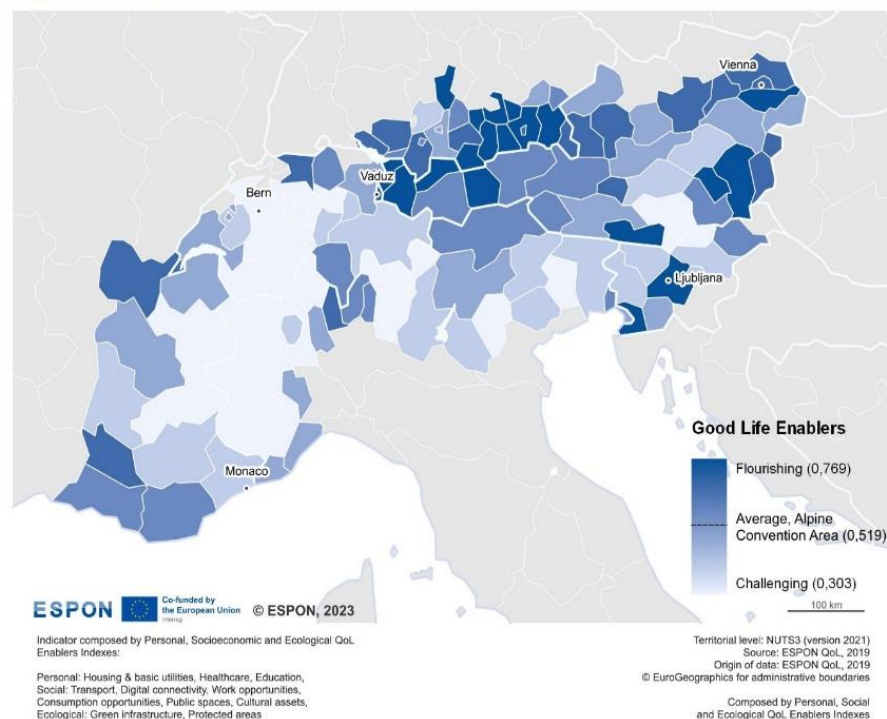 Vienna
Vaduz
Bern
Ljubljana
Monaco
Good Life Enablers
Flourishing (0,769)
Average, Alpine
Convention Area (0,519)
Challenging (0,303)
100 km
ESPON
Co-funded by
the European Union
Interreg
© ESPON, 2023
Indicator composed by Personal, Socioeconomic and Ecological QoL
Enablers Indexes:
Personal: Housing & basic utilities, Healthcare, Education,
Social: Transport, Digital connectivity, Work opportunities,
Consumption opportunities, Public spaces, Cultural assets,
Ecological: Green infrastructure, Protected areas
Territorial level: NUTS3 (version 2021)
Source: ESPON QoL, 2019
Origin of data: ESPON QoL, 2019
© EuroGeographics for administrative boundaries
Composed by Personal, Social
and Ecological QoL Enablers Indexes